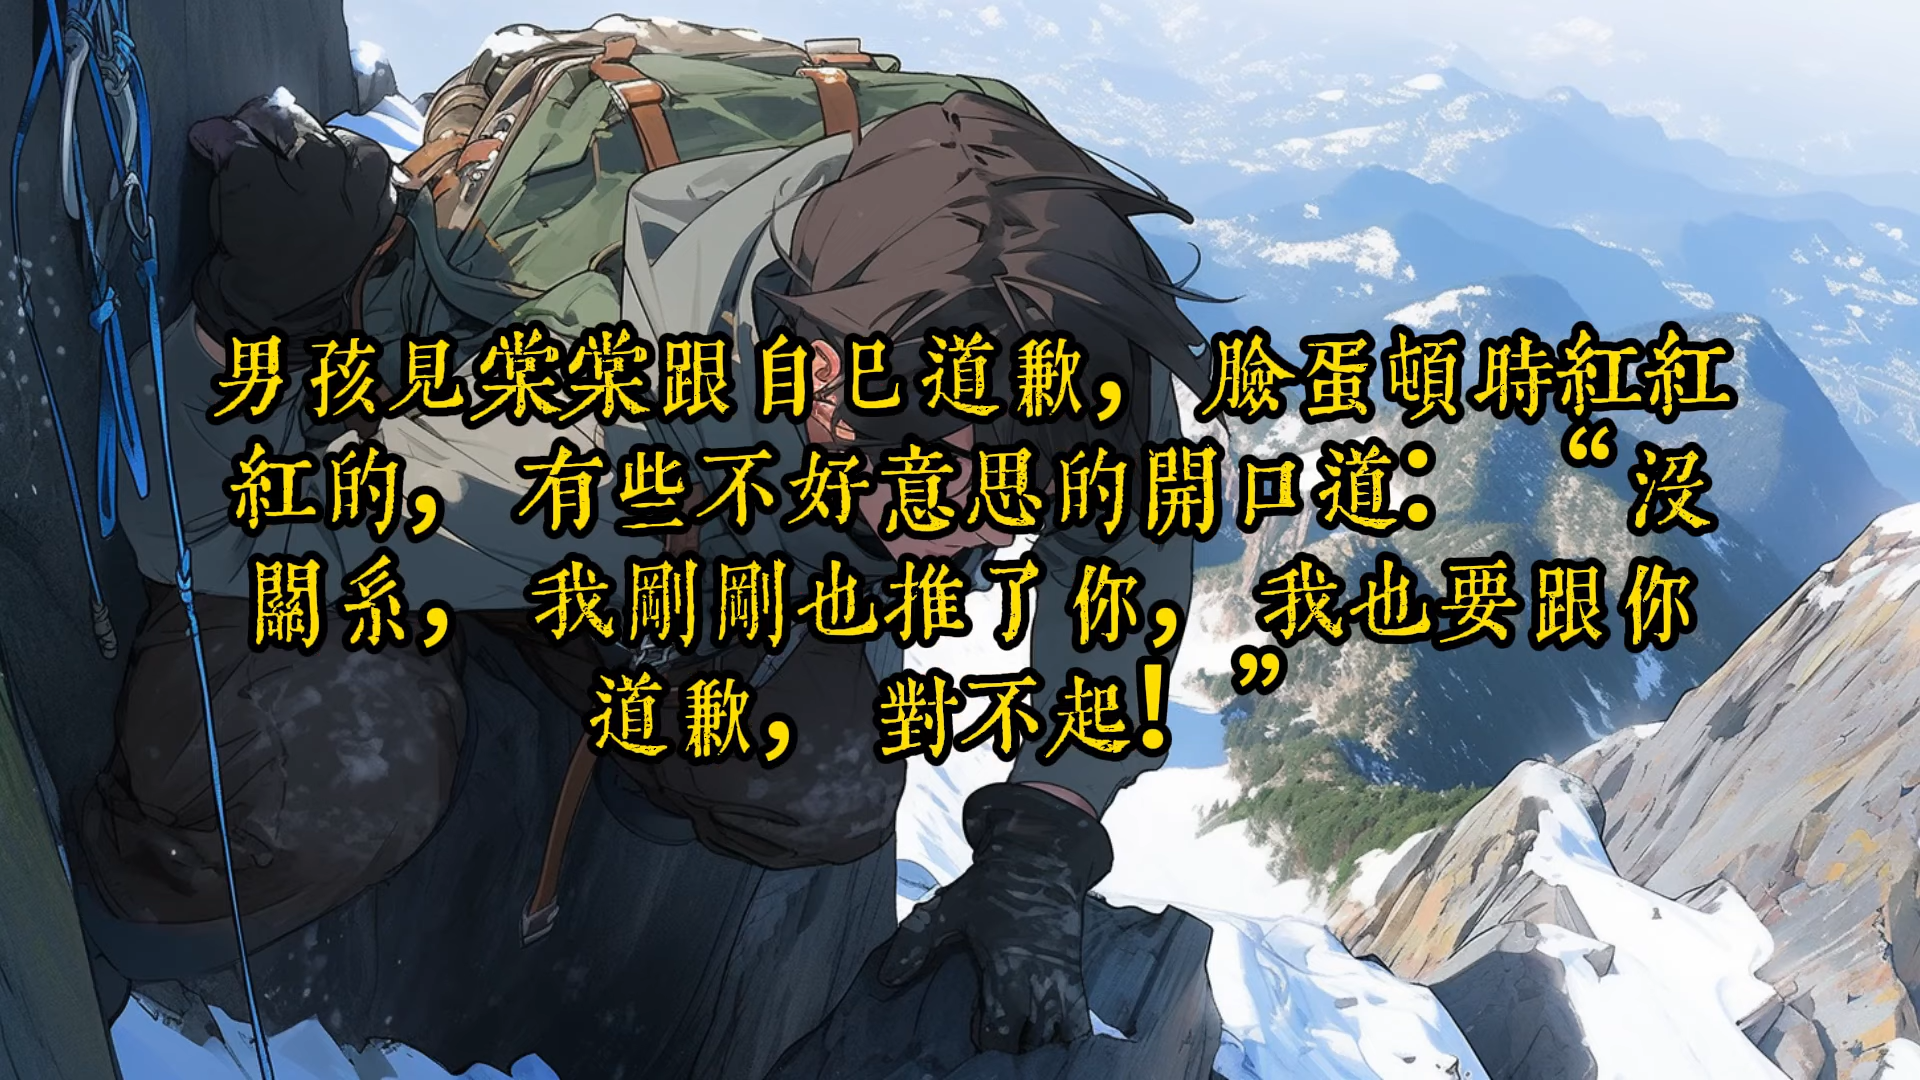 男孩見棠棠跟自己道歉，臉蛋頓時紅紅
紅的，有些不好意思的開口道：“沒
關系，我剛剛也推了你，我也要跟你
道歉，對不起！”